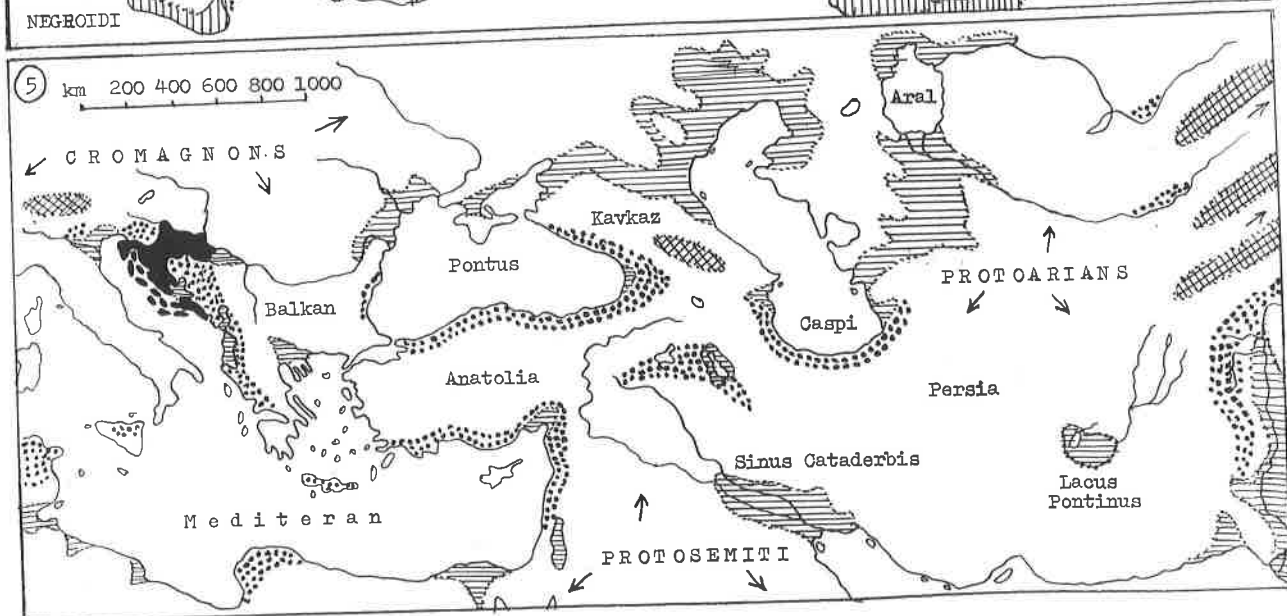 NEGROIDI
5
km 200 400 600 800 1000
Aral
CROMAGNONS
Kavkaz
Pontus
PROTOARIANS
Balkan
Caspi
Anatolia
Persia
Sinus Cataderbis
Lacus
Pontinus
Mediteran
PROTOSEMITI